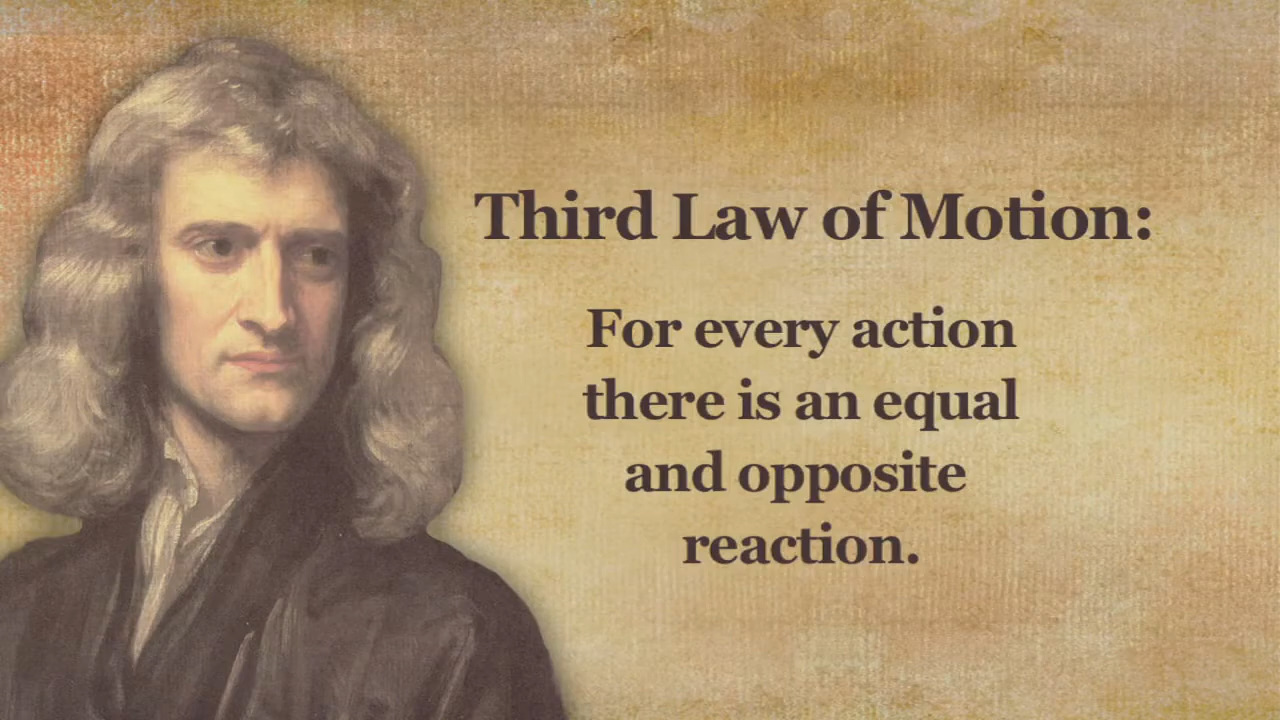 Third Law of Motion:
For every action
there is an equal
and opposite
reaction.